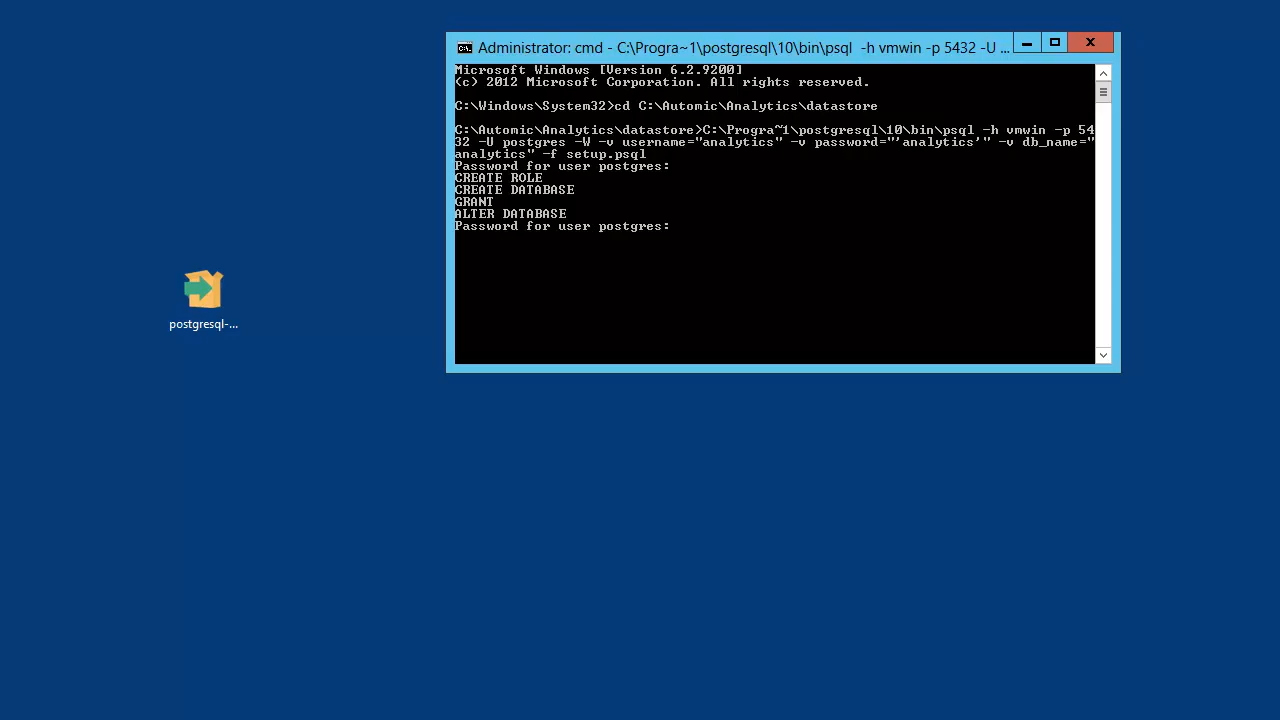 Administrator: cmd - C:\Progra~1\postgresql\10\bin\psql -h vmwin -p 5432 -U ...
Microsoft Windows [Version 6.2.9200]
(c) 2012 Microsoft Corporation. All rights reserved.
C:\Windows\System32>cd C:\Automic\Analytics\datastore
C:\Automic\Analytics\datastore>C:\Progra~1\postgresql\10\bin\psql -h vmwin -p 54
32 -U postgres -W -v username="analytics" -v password="'analytics'" -v db_name="
analytics" -f setup.psql
Password for user postgres:
CREATE ROLE
CREATE DATABASE
GRANT
ALTER DATABASE
Password for user postgres:
postgresql-...